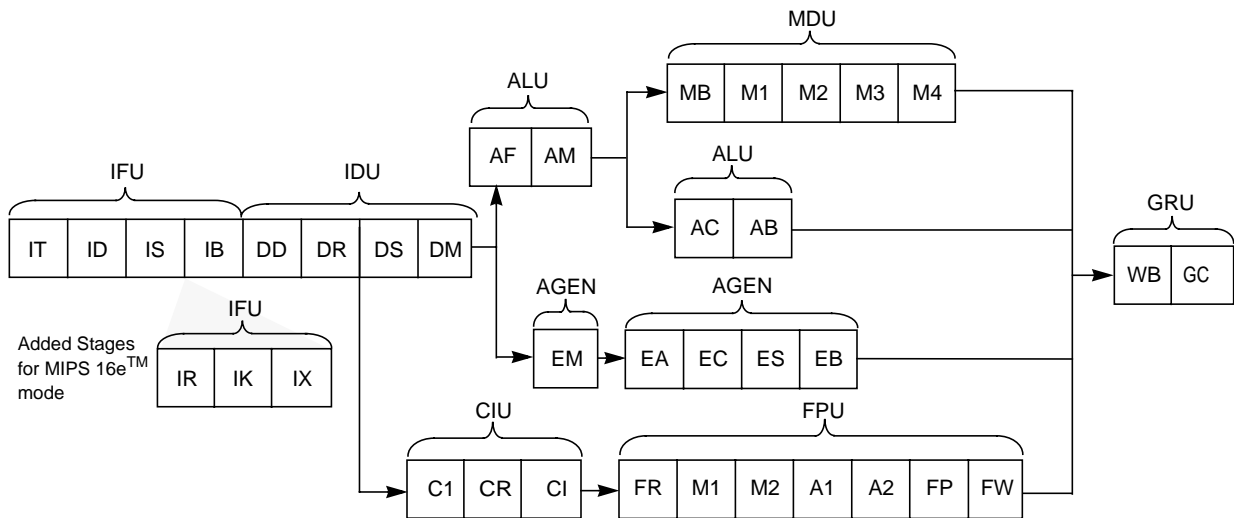 MDU
MB M1 M2 M3 M4
ALU
AF AM
ALU
AC AB
IFU IDU
IT ID IS IB DD DR DS DM
GRU
WB GC
AGEN AGEN
EM EA EC ES EB
IFU
Added Stages
for MIPS 16e™
mode
IR IK IX
CIU FPU
C1 CR CI FR M1 M2 A1 A2 FP FW